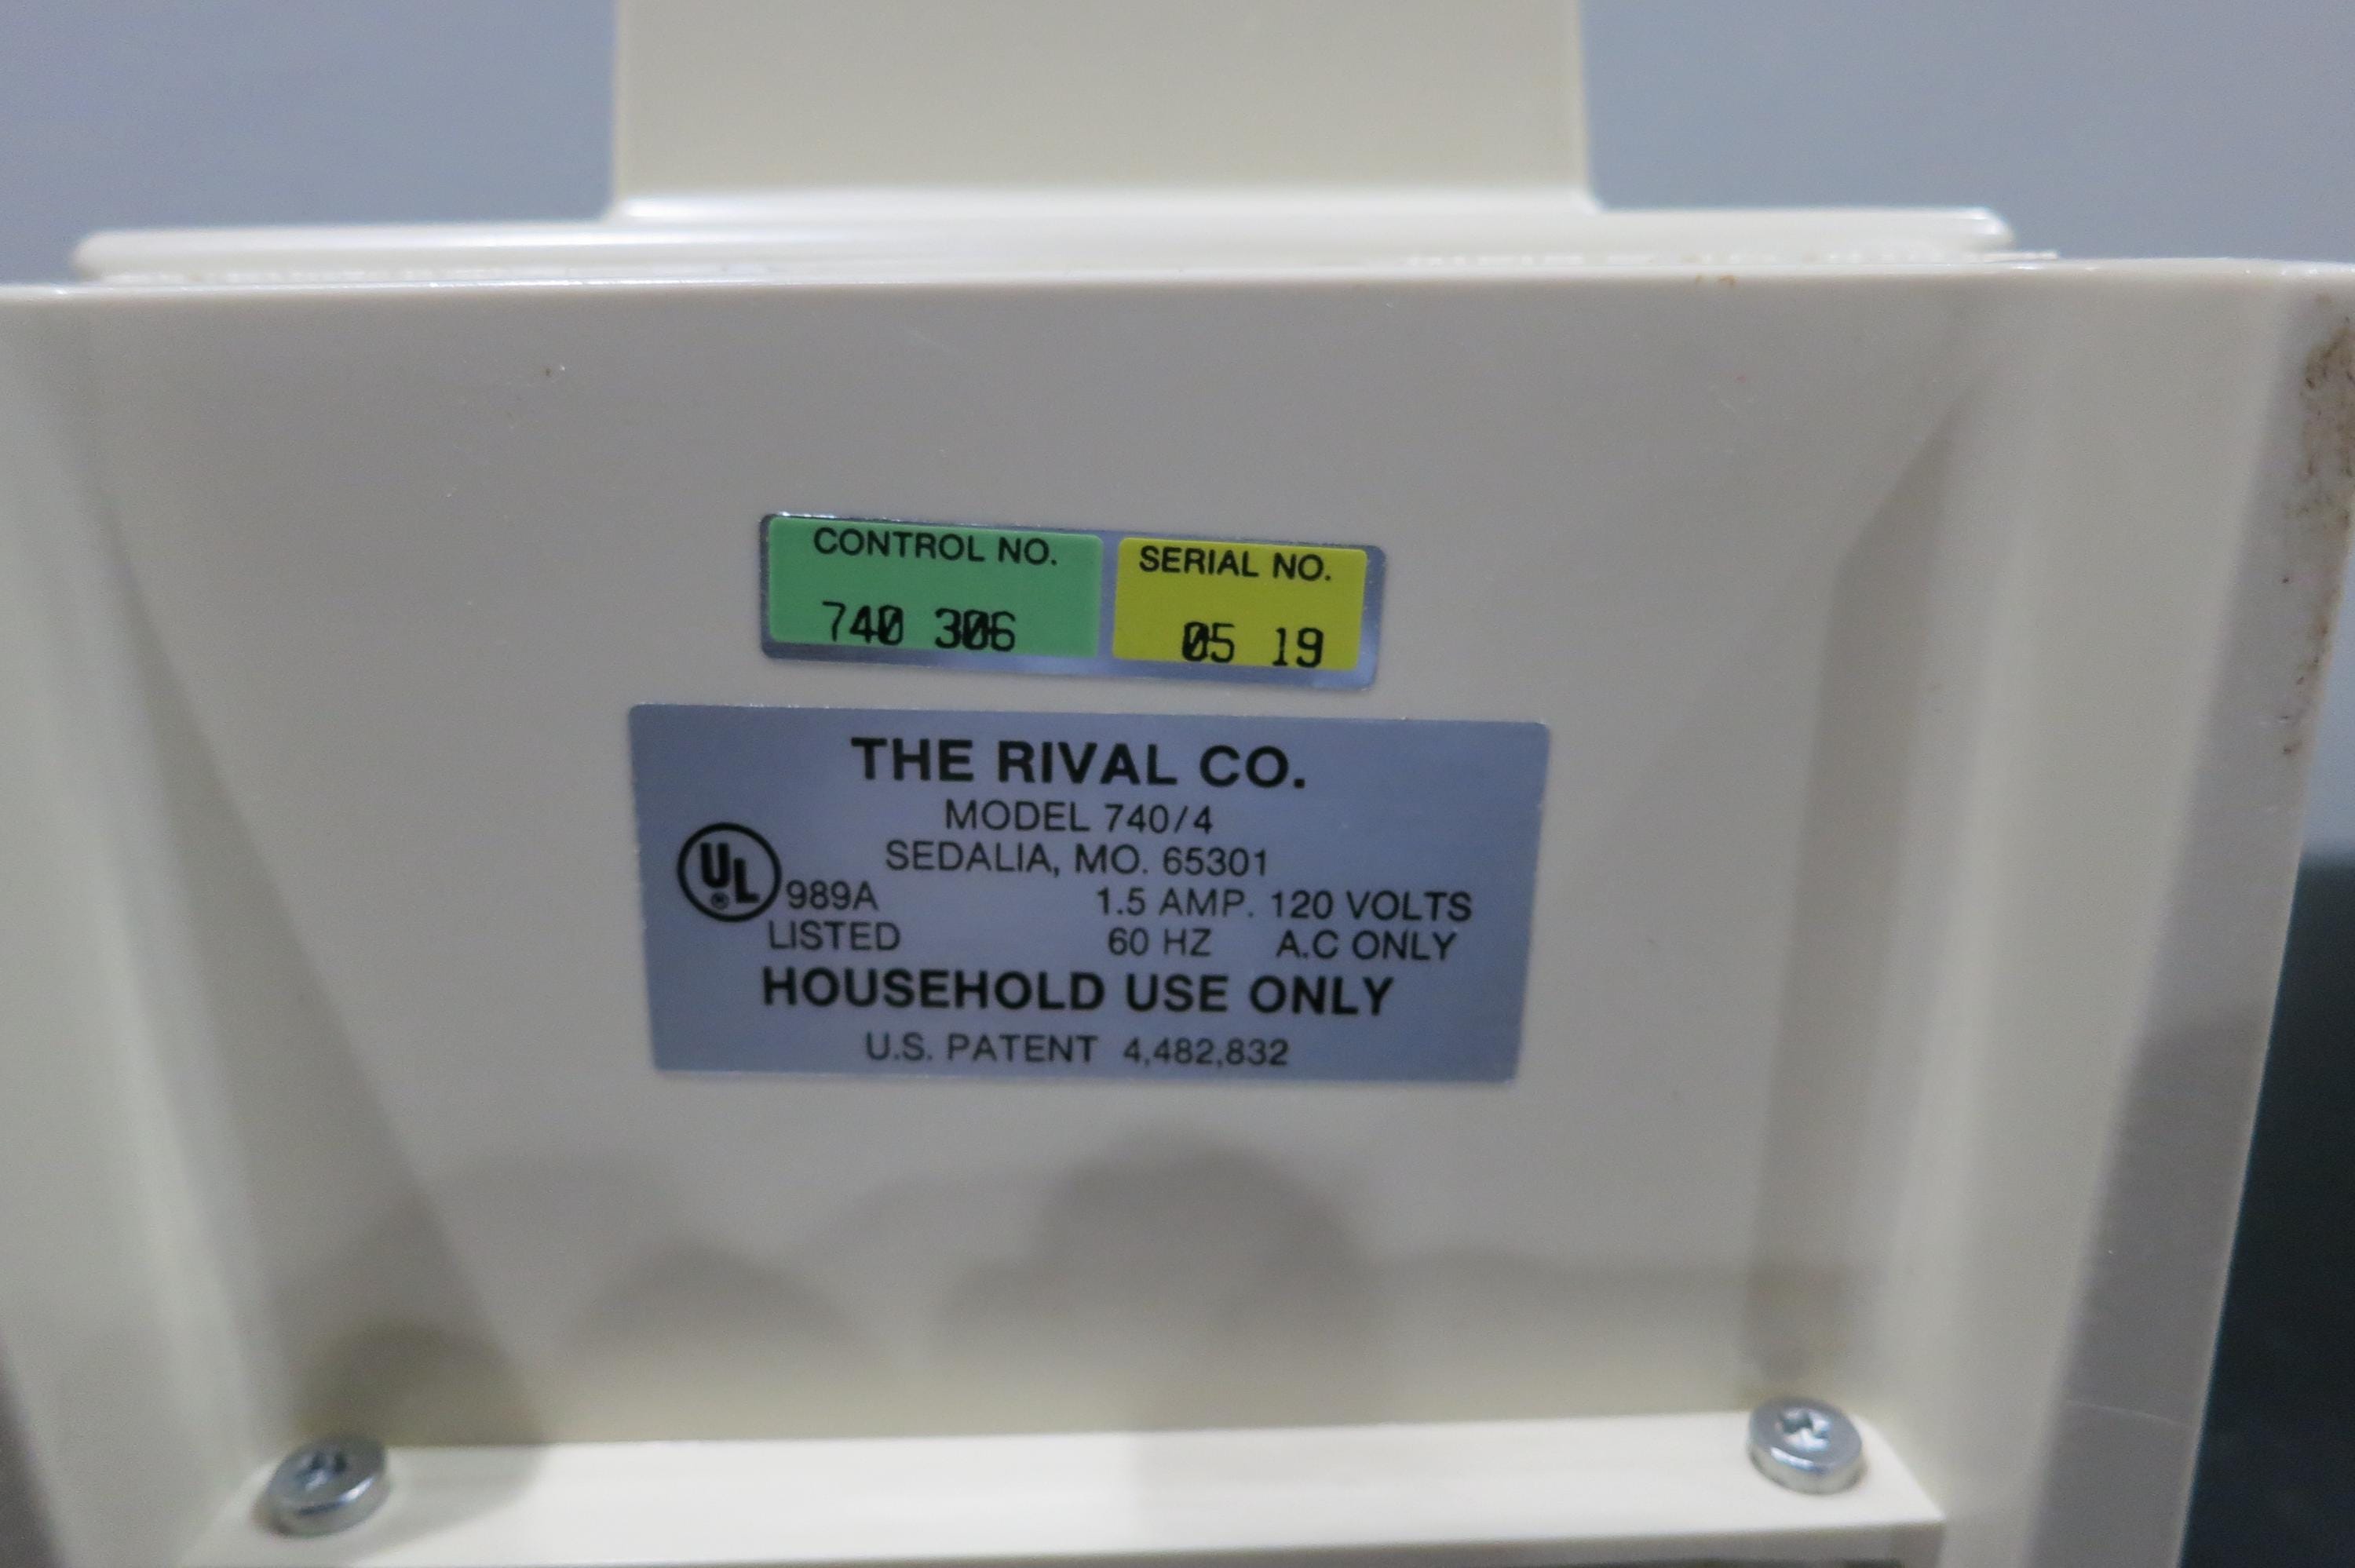 CONTROL NO. SERIAL NO.
740 306 05 19
THE RIVAL CO.
MODEL 740/4
SEDALIA, MO. 65301
UL® 989A 1.5 AMP. 120 VOLTS
LISTED 60 HZ A.C ONLY
HOUSEHOLD USE ONLY
U.S. PATENT 4,482,832